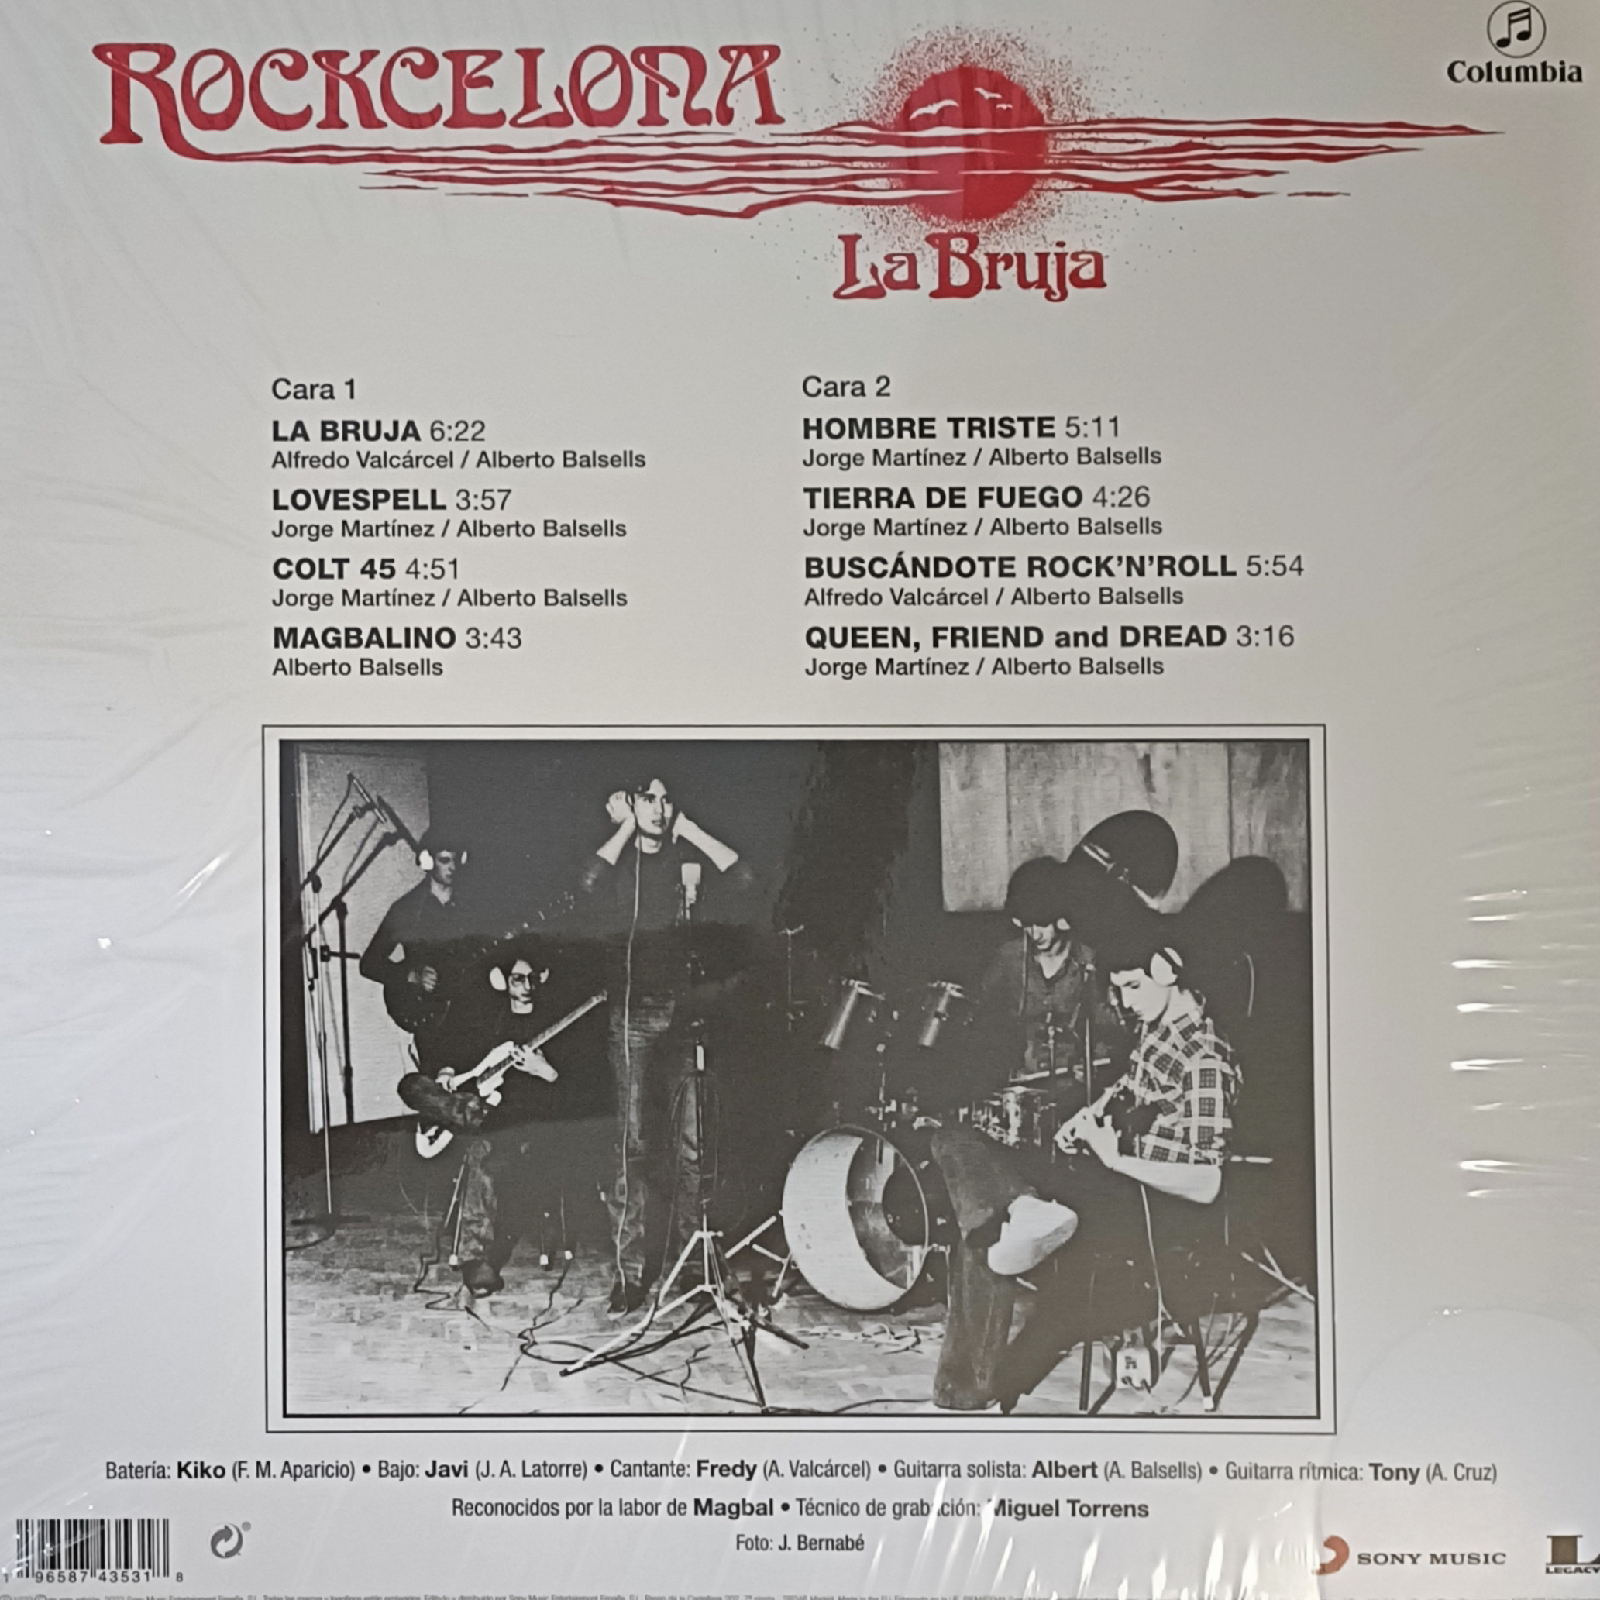 ROCKCELONA
Columbia
La Bruja
Cara 1
LA BRUJA 6:22
Alfredo Valcárcel / Alberto Balsells
LOVESPELL 3:57
Jorge Martínez / Alberto Balsells
COLT 45 4:51
Jorge Martínez / Alberto Balsells
MAGBALINO 3:43
Alberto Balsells
Cara 2
HOMBRE TRISTE 5:11
Jorge Martínez / Alberto Balsells
TIERRA DE FUEGO 4:26
Jorge Martínez / Alberto Balsells
BUSCÁNDOTE ROCK'N'ROLL 5:54
Alfredo Valcárcel / Alberto Balsells
QUEEN, FRIEND and DREAD 3:16
Jorge Martínez / Alberto Balsells
Batería: Kiko (F. M. Aparicio) • Bajo: Javi (J. A. Latorre) • Cantante: Fredy (A. Valcárcel) • Guitarra solista: Albert (A. Balsells) • Guitarra rítmica: Tony (A. Cruz)
Reconocidos por la labor de Magbal • Técnico de grabación: Miguel Torrens
Foto: J. Bernabé
1 96587 43531 8
SONY MUSIC
LEGACY